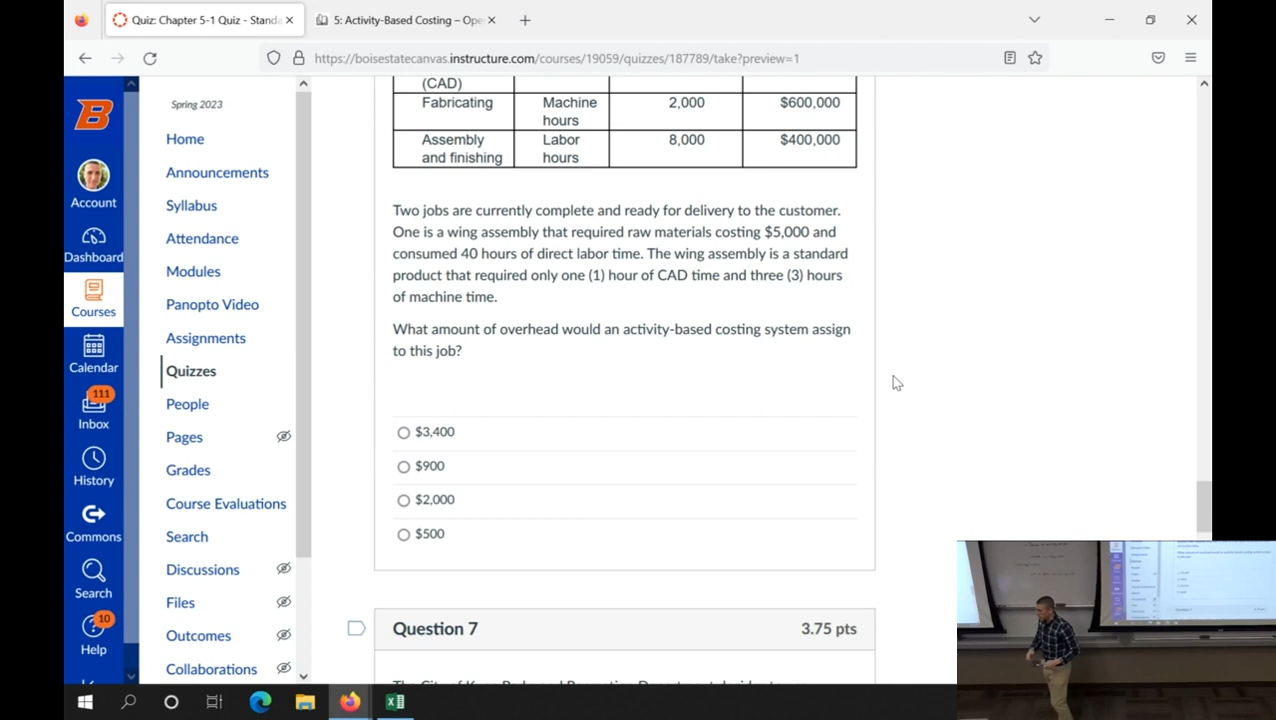 Quiz: Chapter 5-1 Quiz - Standa
5: Activity-Based Costing – Ope
https://boisestatecanvas.instructure.com/courses/19059/quizzes/187789/take?preview=1
B
Account
Dashboard
Courses
Calendar
111
Inbox
History
Commons
Search
10
Help
Spring 2023
Home
Announcements
Syllabus
Attendance
Modules
Panopto Video
Assignments
Quizzes
People
Pages
Grades
Course Evaluations
Search
Discussions
Files
Outcomes
Collaborations
(CAD)
Fabricating Machine hours 2,000 $600,000
Assembly and finishing Labor hours 8,000 $400,000
Two jobs are currently complete and ready for delivery to the customer.
One is a wing assembly that required raw materials costing $5,000 and
consumed 40 hours of direct labor time. The wing assembly is a standard
product that required only one (1) hour of CAD time and three (3) hours
of machine time.
What amount of overhead would an activity-based costing system assign
to this job?
$3,400
$900
$2,000
$500
Question 7
3.75 pts